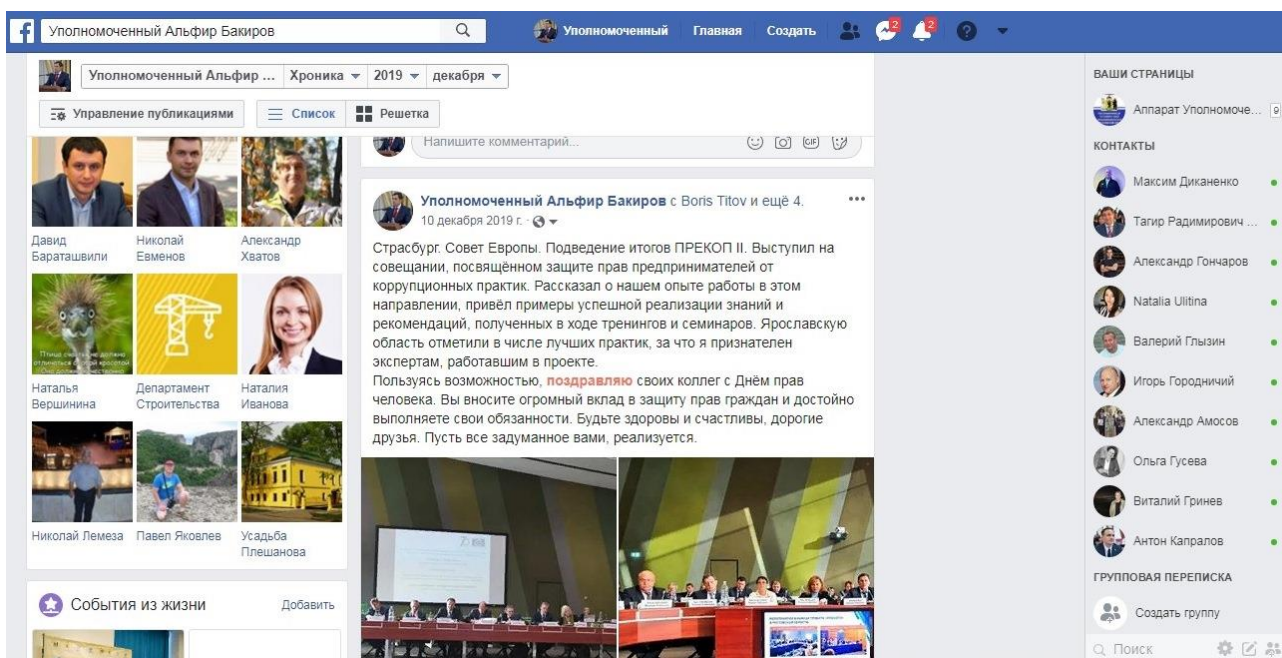 Уполномоченный Альфир Бакиров
Уполномоченный
Главная
Создать
2
2
Уполномоченный Альфир ...
Хроника
2019
декабря
Управление публикациями
Список
Решетка
Давид
Бараташвили
Николай
Евменов
Александр
Хватов
Наталья
Вершинина
Департамент
Строительства
Наталия
Иванова
Николай Лемеза
Павел Яковлев
Усадьба
Плешанова
События из жизни
Добавить
Напишите комментарий...
GIF
Уполномоченный Альфир Бакиров с Boris Titov и ещё 4.
10 декабря 2019 г. ·
Страсбург. Совет Европы. Подведение итогов ПРЕКОП II. Выступил на
совещании, посвящённом защите прав предпринимателей от
коррупционных практик. Рассказал о нашем опыте работы в этом
направлении, привёл примеры успешной реализации знаний и
рекомендаций, полученных в ходе тренингов и семинаров. Ярославскую
область отметили в числе лучших практик, за что я признателен
экспертам, работавшим в проекте.
Пользуясь возможностью, поздравляю своих коллег с Днём прав
человека. Вы вносите огромный вклад в защиту прав граждан и достойно
выполняете свои обязанности. Будьте здоровы и счастливы, дорогие
друзья. Пусть все задуманное вами, реализуется.
ВАШИ СТРАНИЦЫ
Аппарат Уполномоче...
9
КОНТАКТЫ
Максим Диканенко
Тагир Радимирович ...
Александр Гончаров
Natalia Ulitina
Валерий Глызин
Игорь Городничий
Александр Амосов
Ольга Гусева
Виталий Гринев
Антон Капралов
ГРУППОВАЯ ПЕРЕПИСКА
Создать группу
Поиск